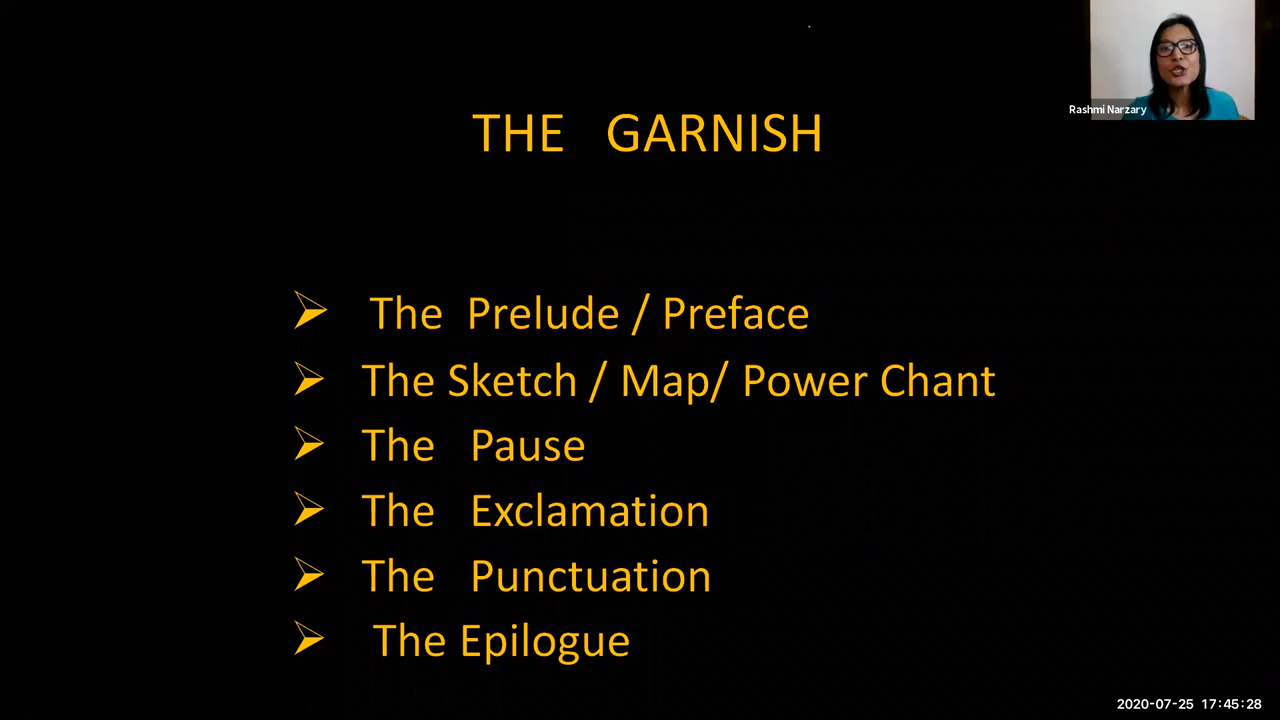 Rashmi Narzary
THE GARNISH
The Prelude / Preface
The Sketch / Map/ Power Chant
The Pause
The Exclamation
The Punctuation
The Epilogue
2020-07-25 17:45:28